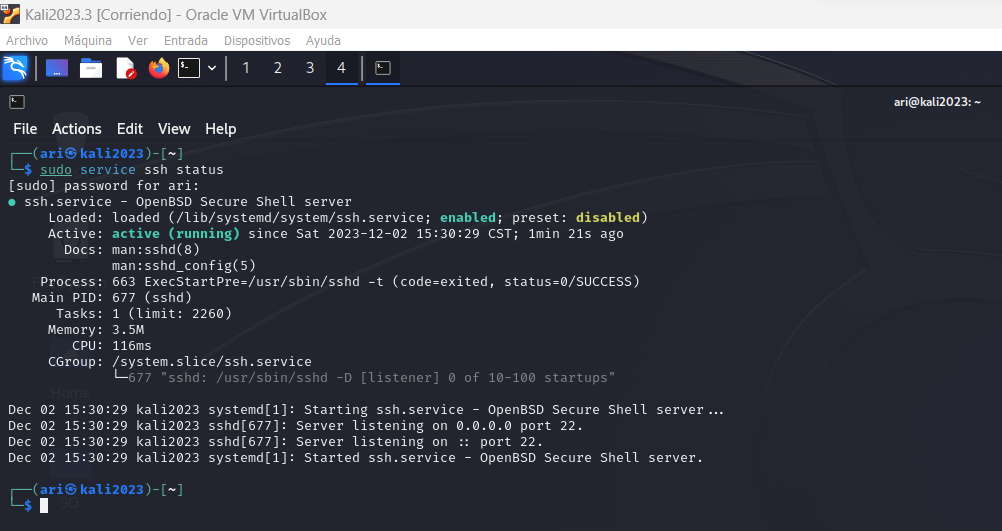 Kali2023.3 [Corriendo] - Oracle VM VirtualBox
Archivo Máquina Ver Entrada Dispositivos Ayuda
1 2 3 4
ari@kali2023: ~
File Actions Edit View Help
┌──(ari㉿kali2023)-[~]
└─$ sudo service ssh status
[sudo] password for ari:
● ssh.service - OpenBSD Secure Shell server
Loaded: loaded (/lib/systemd/system/ssh.service; enabled; preset: disabled)
Active: active (running) since Sat 2023-12-02 15:30:29 CST; 1min 21s ago
Docs: man:sshd(8)
man:sshd_config(5)
Process: 663 ExecStartPre=/usr/sbin/sshd -t (code=exited, status=0/SUCCESS)
Main PID: 677 (sshd)
Tasks: 1 (limit: 2260)
Memory: 3.5M
CPU: 116ms
CGroup: /system.slice/ssh.service
└─677 "sshd: /usr/sbin/sshd -D [listener] 0 of 10-100 startups"
Home
Dec 02 15:30:29 kali2023 systemd[1]: Starting ssh.service - OpenBSD Secure Shell server...
Dec 02 15:30:29 kali2023 sshd[677]: Server listening on 0.0.0.0 port 22.
Dec 02 15:30:29 kali2023 sshd[677]: Server listening on :: port 22.
Dec 02 15:30:29 kali2023 systemd[1]: Started ssh.service - OpenBSD Secure Shell server.
┌──(ari㉿kali2023)-[~]
└─$
SO